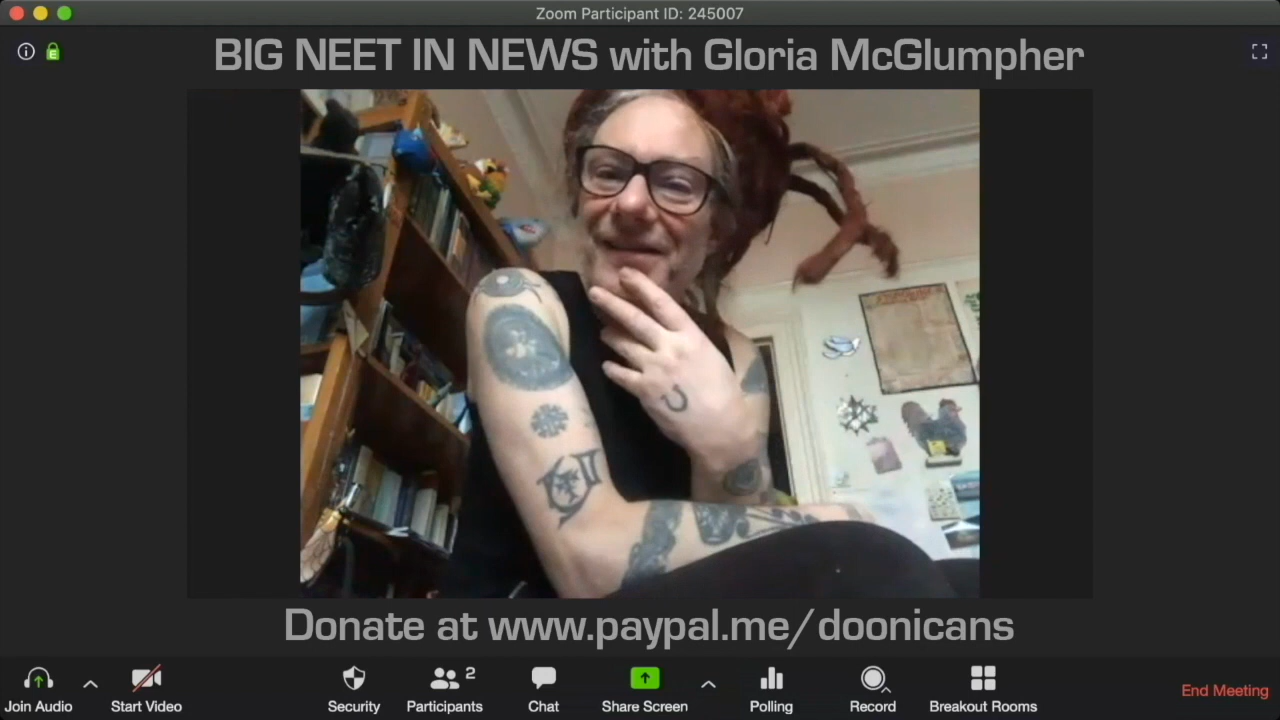 Zoom Participant ID: 245007
BIG NEET IN NEWS with Gloria McGlumpher
E
Donate at www.paypal.me/doonicans
2
Join Audio
Start Video
Security
Participants
Chat
Share Screen
Polling
Record
Breakout Rooms
End Meeting